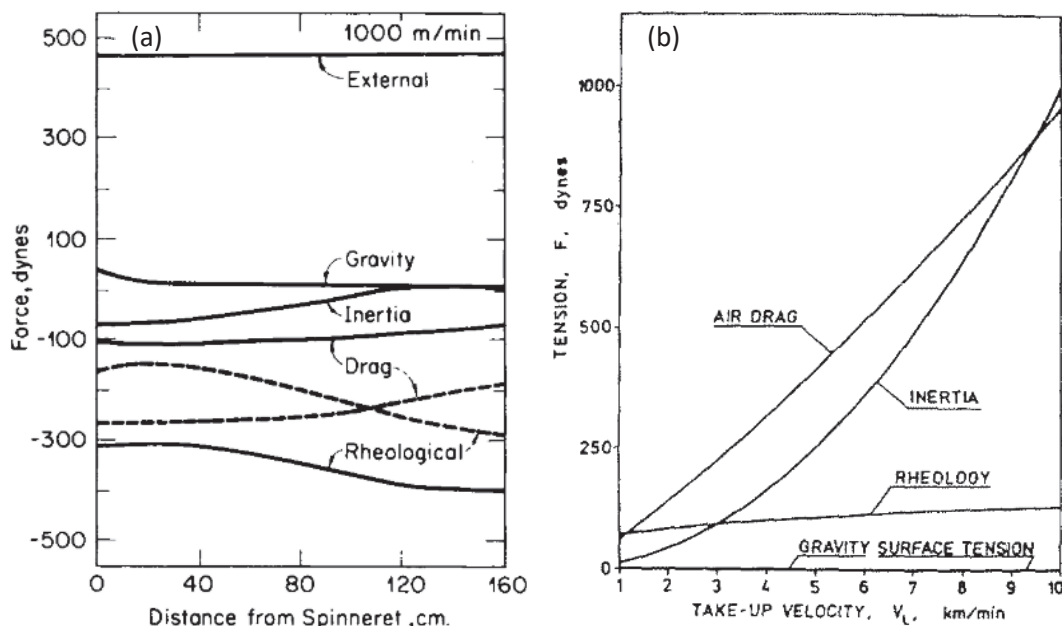 (a)
1000 m/min
External
Gravity
Inertia
Drag
Rheological
500
300
100
-100
-300
-500
Force, dynes
0
40
80
120
160
Distance from Spinneret ,cm.
(b)
1000
750
500
250
0
TENSION, F, dynes
AIR DRAG
INERTIA
RHEOLOGY
GRAVITY SURFACE TENSION
1
2
3
4
5
6
7
8
9
10
TAKE-UP VELOCITY, VL, km/min